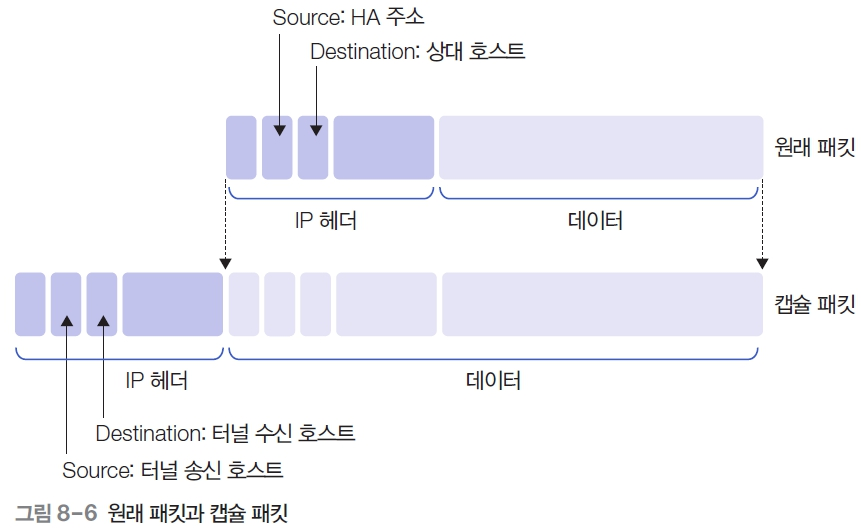 Source: HA 주소
Destination: 상대 호스트
원래 패킷
IP 헤더
데이터
캡슐 패킷
IP 헤더
데이터
Destination: 터널 수신 호스트
Source: 터널 송신 호스트
그림 8-6 원래 패킷과 캡슐 패킷